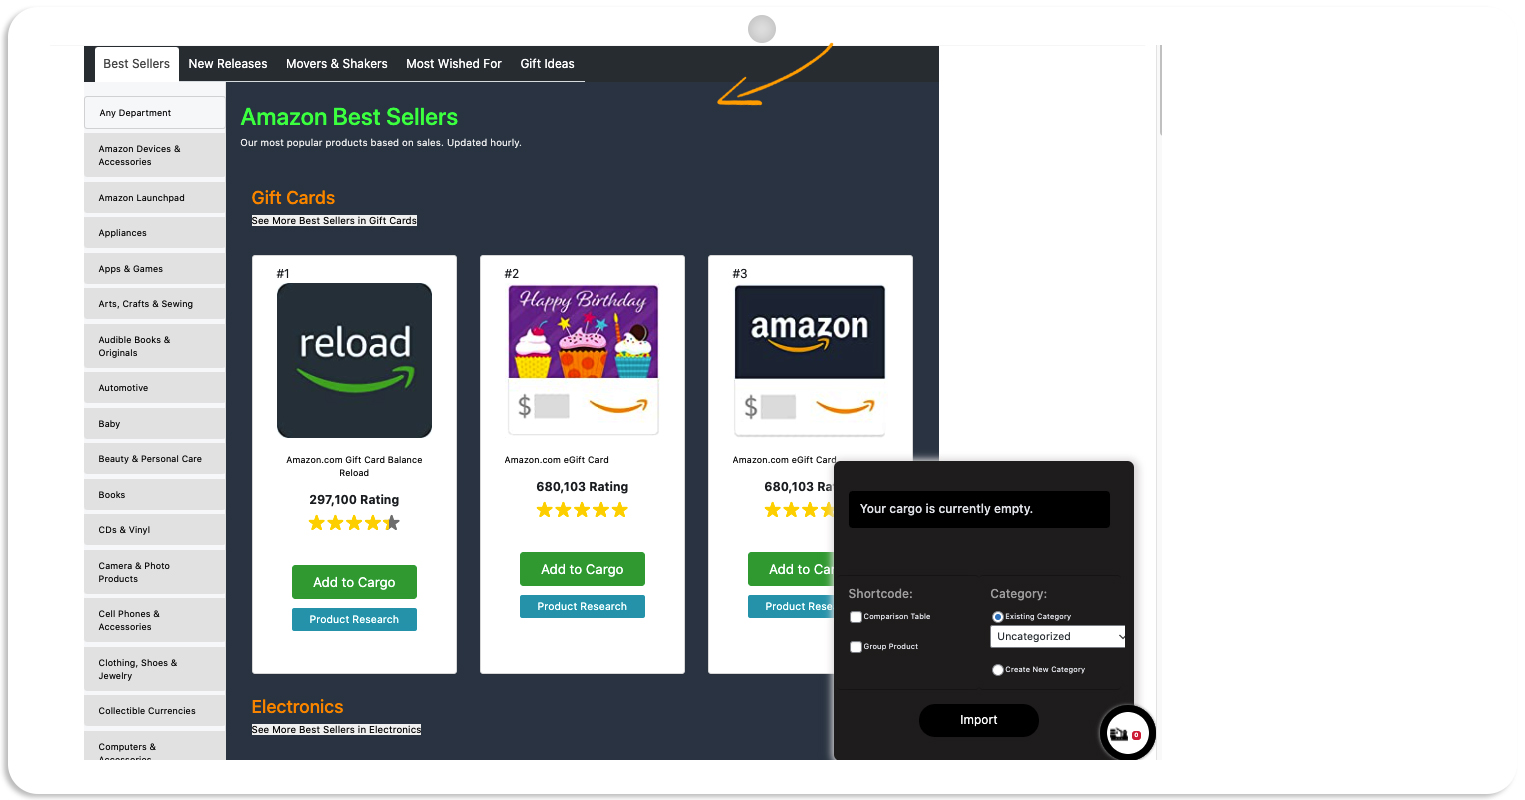 Best Sellers
New Releases
Movers & Shakers
Most Wished For
Gift Ideas
Any Department
Amazon Devices &
Accessories
Amazon Launchpad
Appliances
Apps & Games
Arts, Crafts & Sewing
Audible Books &
Originals
Automotive
Baby
Beauty & Personal Care
Books
CDs & Vinyl
Camera & Photo
Products
Cell Phones &
Accessories
Clothing, Shoes &
Jewelry
Collectible Currencies
Computers &
Accessories
Amazon Best Sellers
Our most popular products based on sales. Updated hourly.
Gift Cards
See More Best Sellers in Gift Cards
#1
reload
Amazon.com Gift Card Balance
Reload
297,100 Rating
Add to Cargo
Product Research
#2
Happy Birthday
$
Amazon.com eGift Card
680,103 Rating
Add to Cargo
Product Research
#3
amazon
$
Amazon.com eGift Card
680,103 Ra
Add to Car
Product Rese
Electronics
See More Best Sellers in Electronics
Your cargo is currently empty.
Shortcode:
Comparison Table
Group Product
Category:
Existing Category
Uncategorized
Create New Category
Import
0